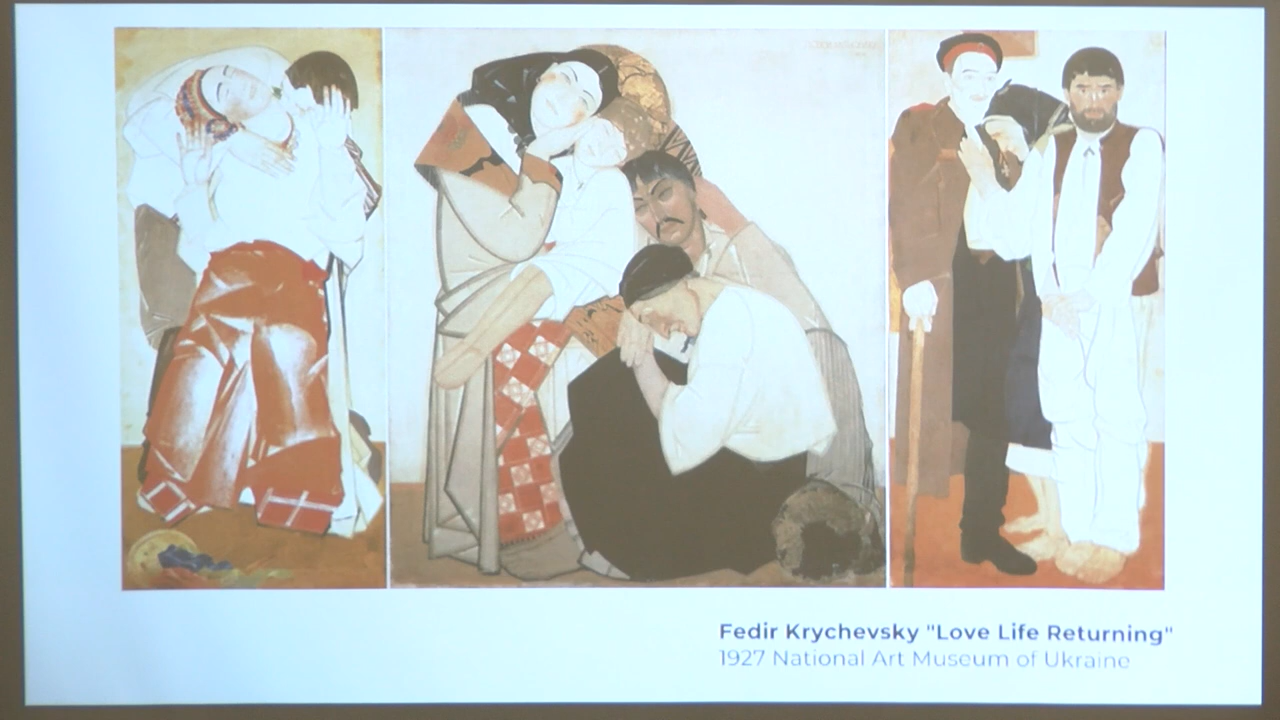 Fedir Krychevsky "Love Life Returning"
1927 National Art Museum of Ukraine